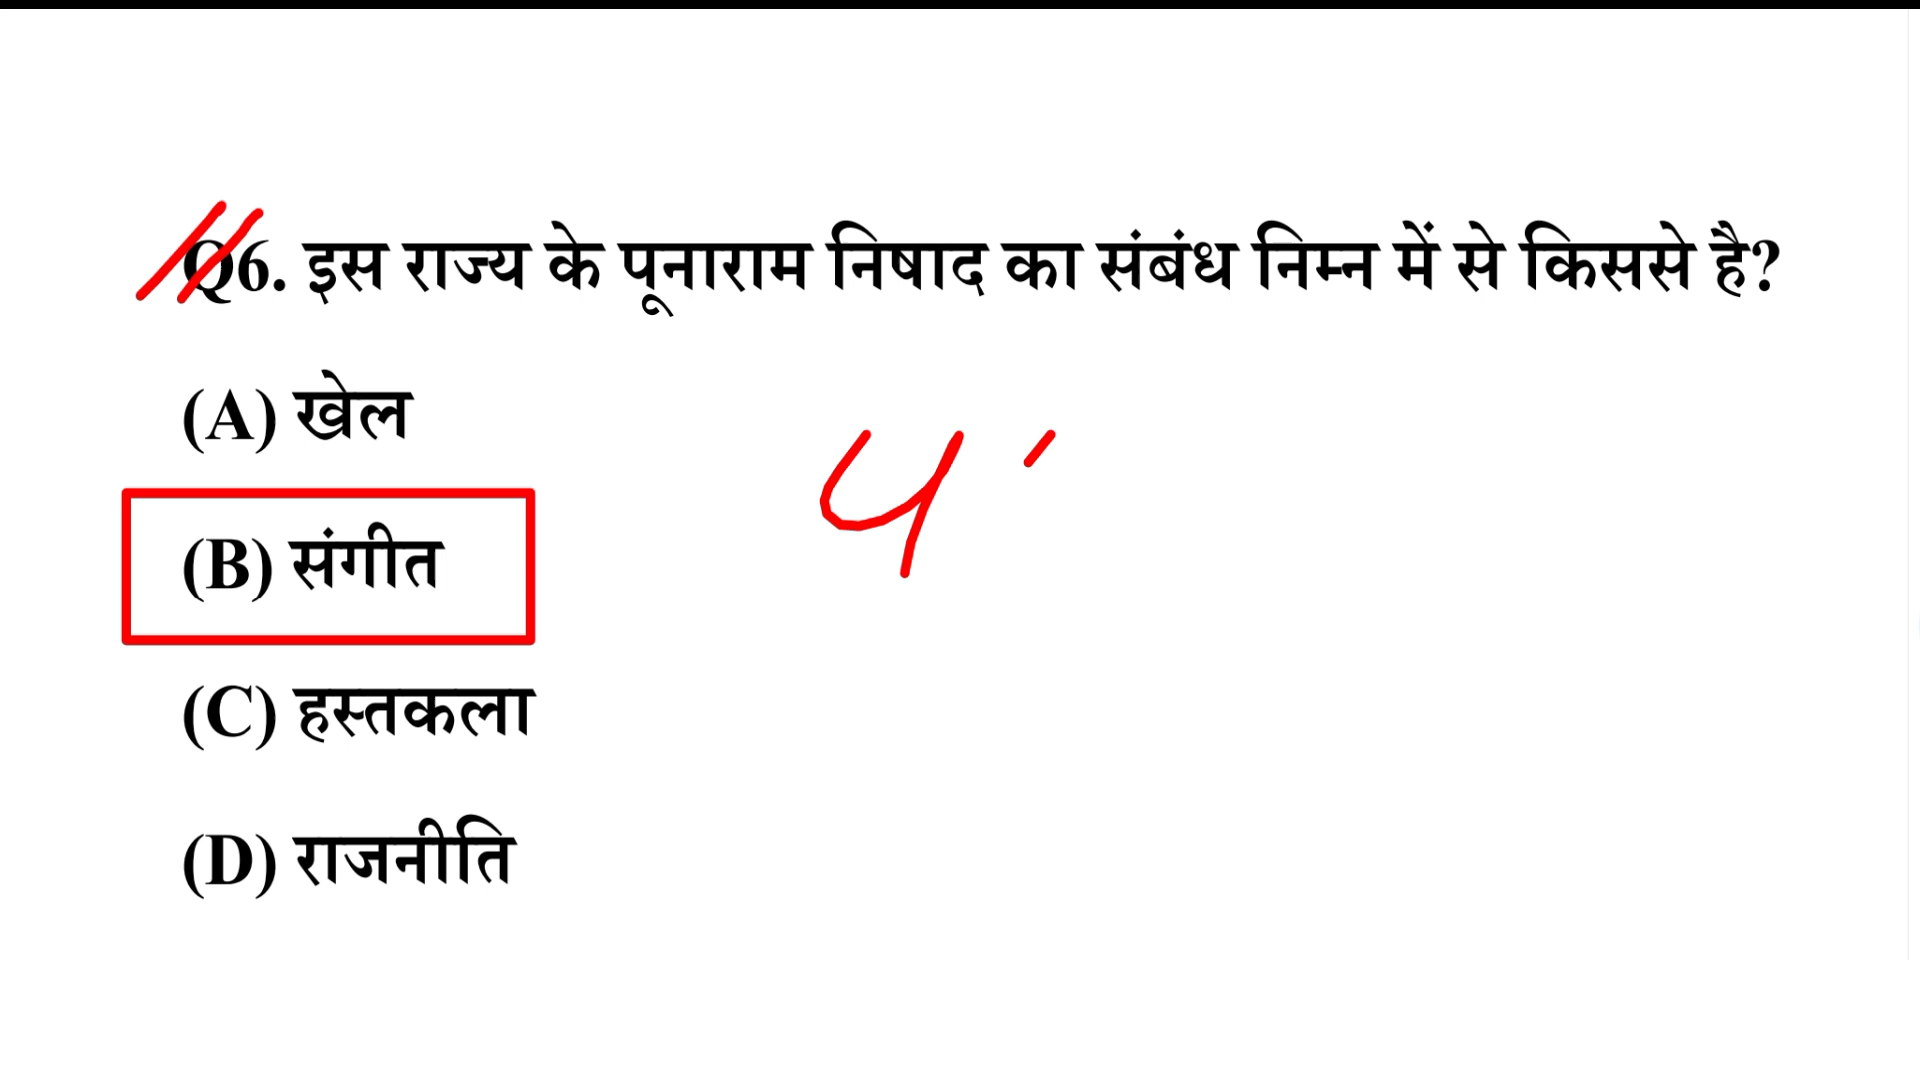 Q6. इस राज्य के पूनाराम निषाद का संबंध निम्न में से किससे है?
(A) खेल
(B) संगीत
(C) हस्तकला
(D) राजनीति